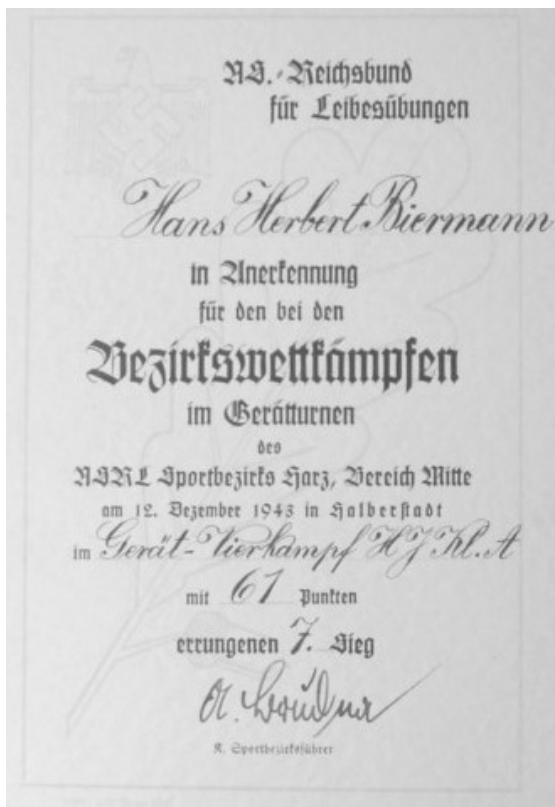 NS.-Reichsbund
für Leibesübungen
Hans Herbert Biermann
in Anerkennung
für den bei den
Bezirkswettkämpfen
im Gerätturnen
des
NSRL Sportbezirks Harz, Bereich Mitte
am 12. Dezember 1943 in Halberstadt
im Gerät-Vierkampf HJ Kl. A
mit 61 Punkten
errungenen 7. Sieg
K. Sportbezirksführer